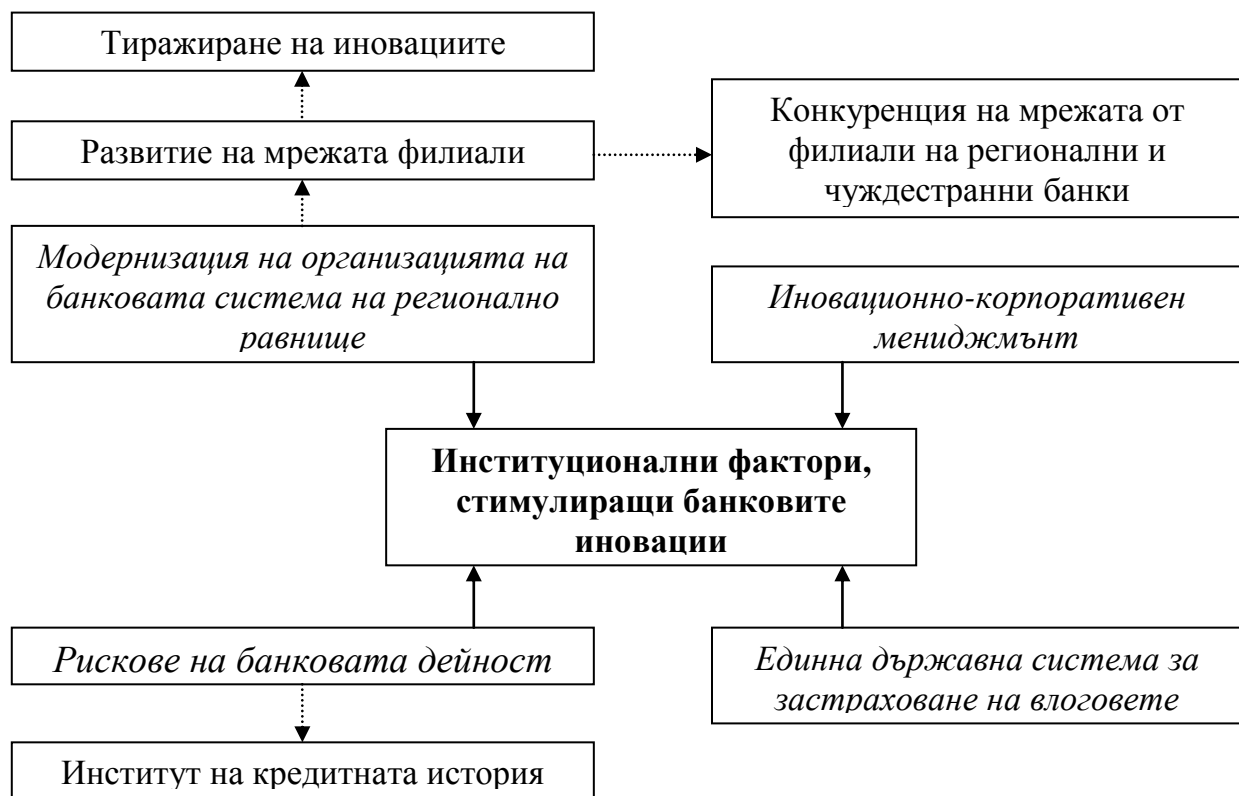 Тиражиране на иновациите
Развитие на мрежата филиали
Конкуренция на мрежата от
филиали на регионални и
чуждестранни банки
Модернизация на организацията на
банковата система на регионално
равнище
Иновационно-корпоративен
мениджмънт
Институционални фактори,
стимулиращи банковите
иновации
Рискове на банковата дейност
Единна държавна система за
застраховане на влоговете
Институт на кредитната история